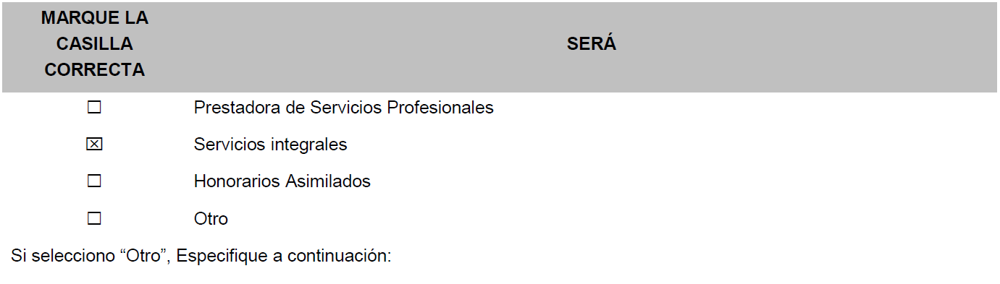 MARQUE LA
CASILLA
CORRECTA
SERÁ
☐ Prestadora de Servicios Profesionales
☒ Servicios integrales
☐ Honorarios Asimilados
☐ Otro
Si selecciono “Otro”, Especifique a continuación: